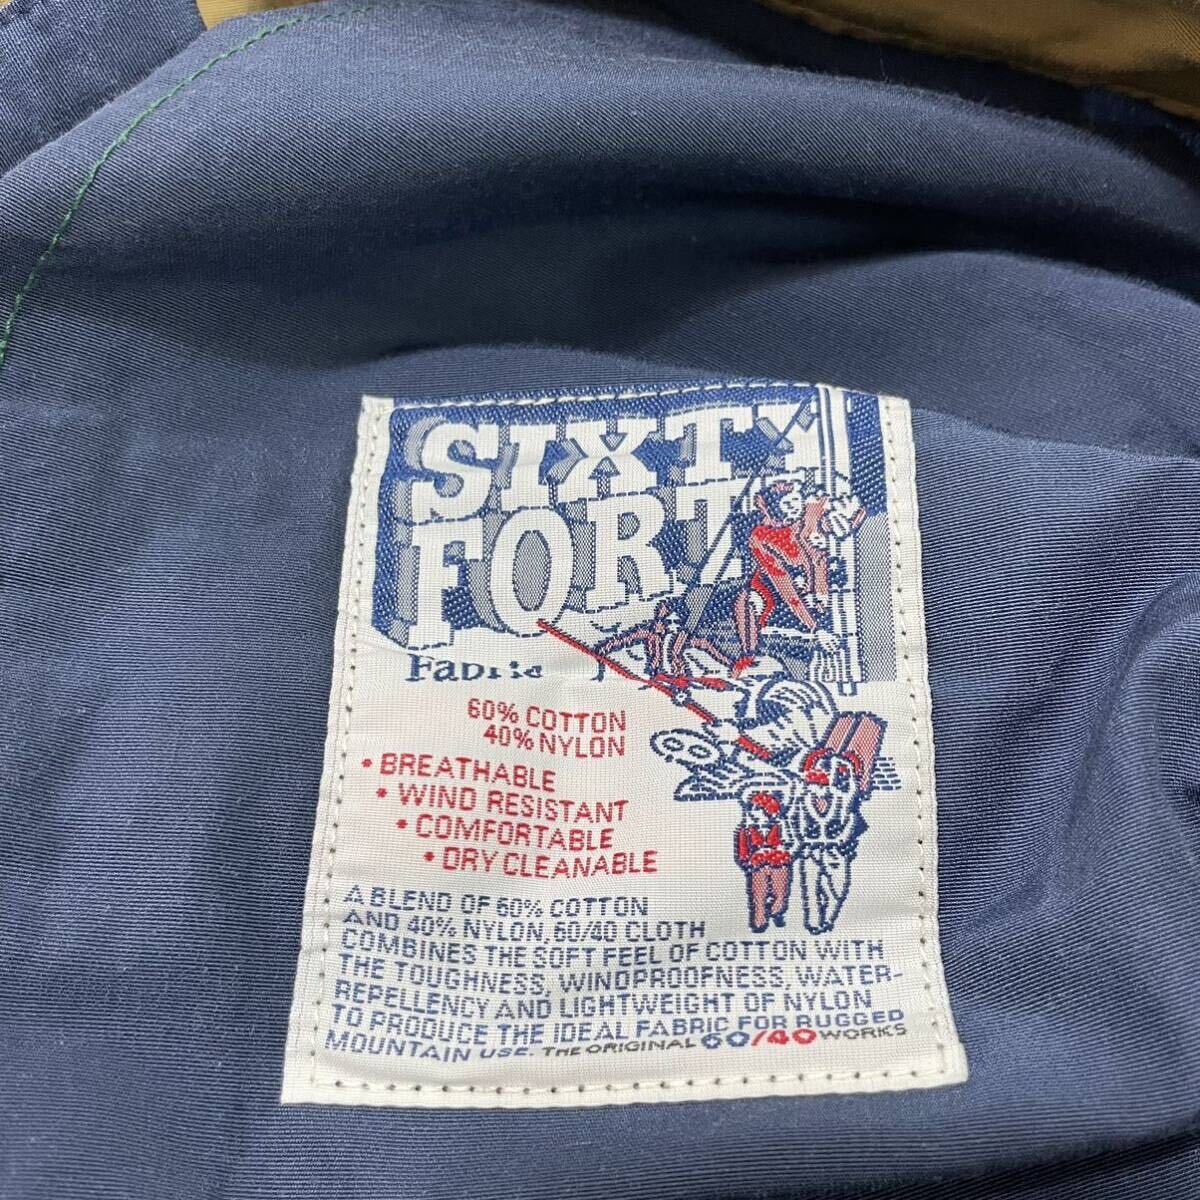 SIXTY
FORT
Fabric
60% COTTON
40% NYLON
• BREATHABLE
• WIND RESISTANT
• COMFORTABLE
• DRY CLEANABLE
A BLEND OF 60% COTTON
AND 40% NYLON, 60/40 CLOTH
COMBINES THE SOFT FEEL OF COTTON WITH
THE TOUGHNESS, WINDPROOFNESS, WATER-
REPELLENCY AND LIGHTWEIGHT OF NYLON
TO PRODUCE THE IDEAL FABRIC FOR RUGGED
MOUNTAIN USE. THE ORIGINAL 60/40 WORKS